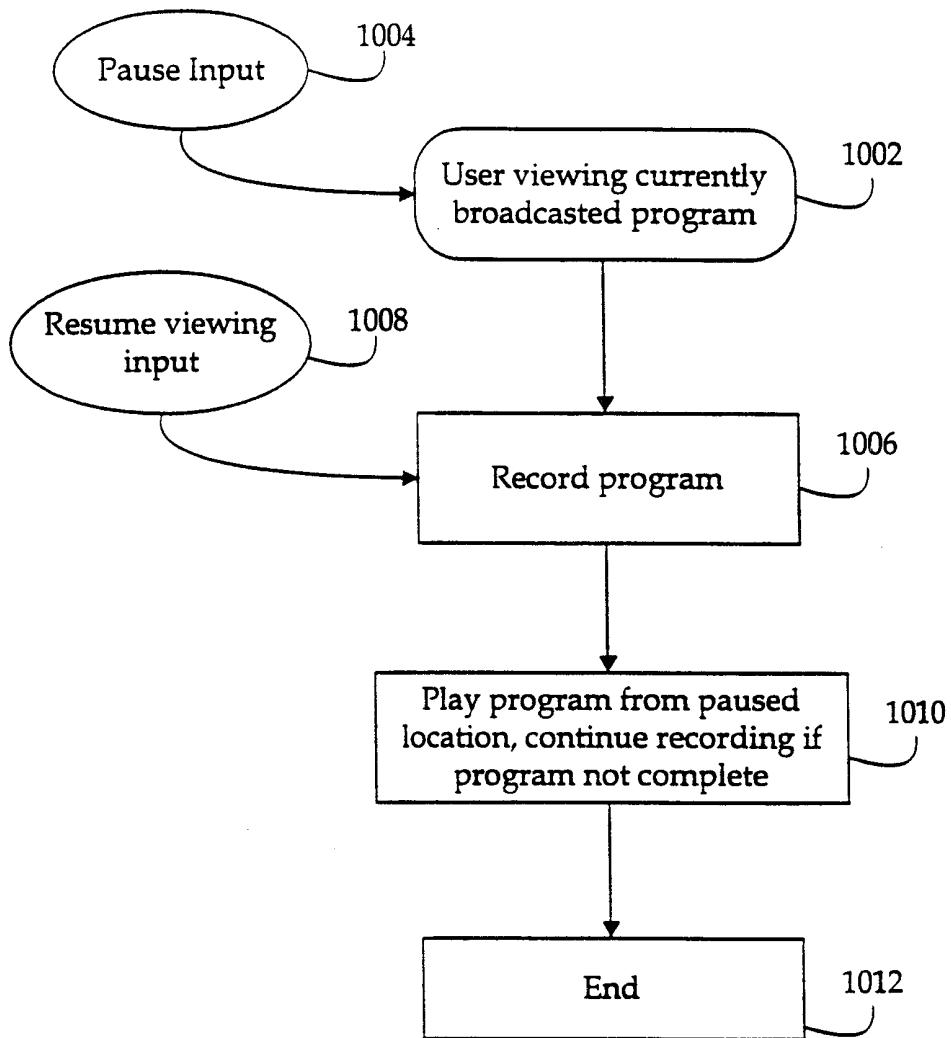 Pause Input
1004
User viewing currently
broadcasted program
1002
Resume viewing
input
1008
Record program
1006
Play program from paused
location, continue recording if
program not complete
1010
End
1012